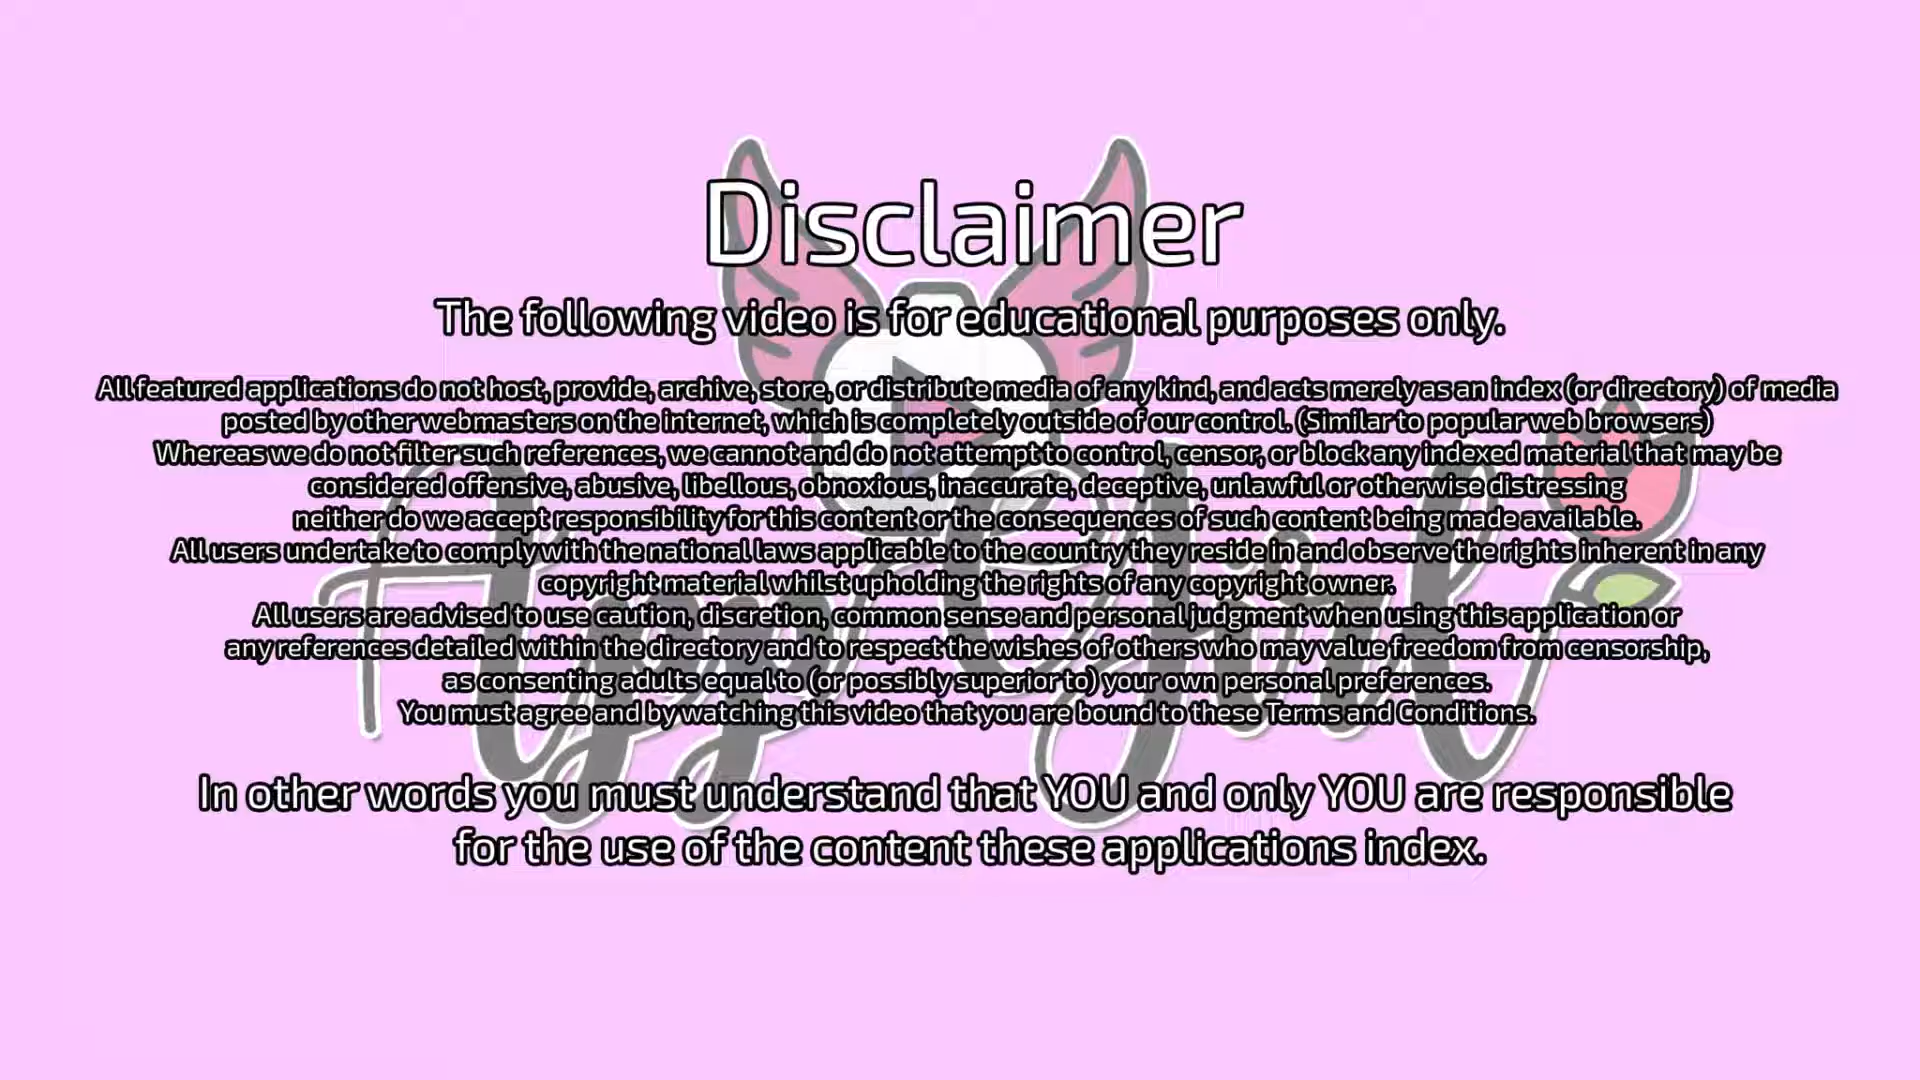 Disclaimer
The following video is for educational purposes only.
All featured applications do not host, provide, archive, store, or distribute media of any kind, and acts merely as an index (or directory) of media
posted by other webmasters on the internet, which is completely outside of our control. (Similar to popular web browsers)
Whereas we do not filter such references, we cannot and do not attempt to control, censor, or block any indexed material that may be
considered offensive, abusive, libellous, obnoxious, inaccurate, deceptive, unlawful or otherwise distressing
neither do we accept responsibility for this content or the consequences of such content being made available.
All users undertake to comply with the national laws applicable to the country they reside in and observe the rights inherent in any
copyright material whilst upholding the rights of any copyright owner.
All users are advised to use caution, discretion, common sense and personal judgment when using this application or
any references detailed within the directory and to respect the wishes of others who may value freedom from censorship,
as consenting adults equal to (or possibly superior to) your own personal preferences.
You must agree and by watching this video that you are bound to these Terms and Conditions.
In other words you must understand that YOU and only YOU are responsible
for the use of the content these applications index.
App Girl